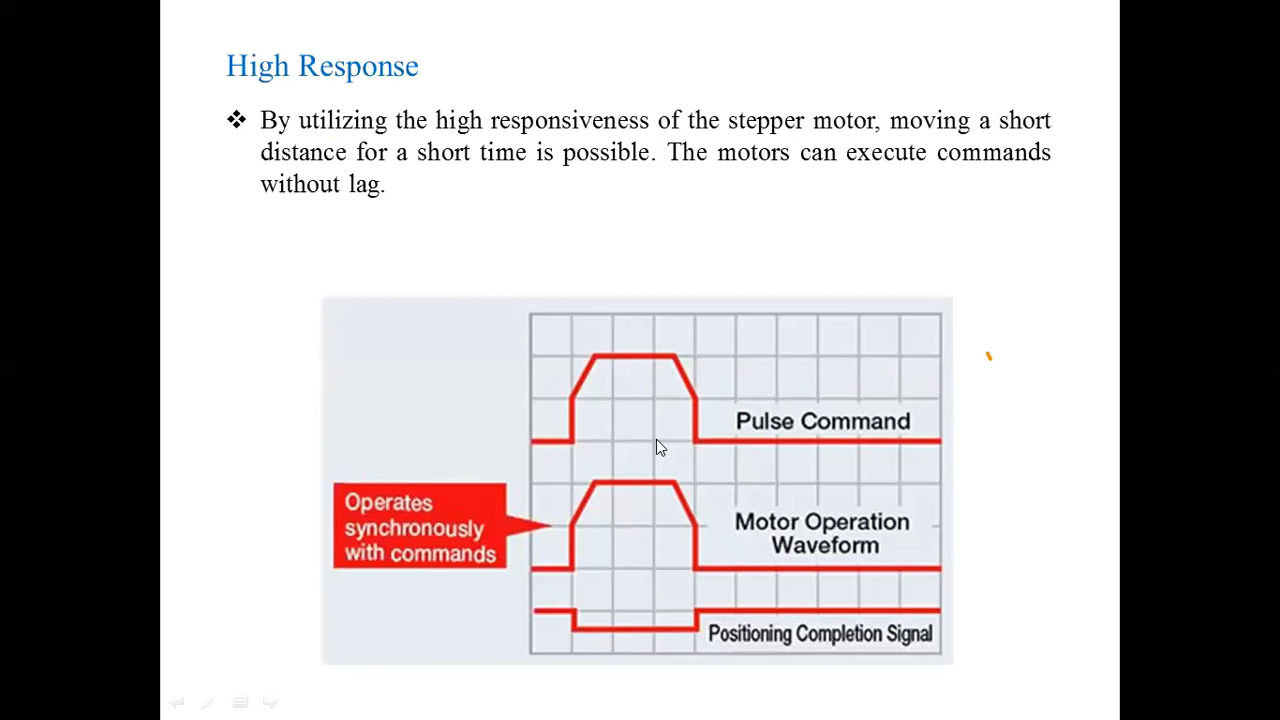 High Response
❖ By utilizing the high responsiveness of the stepper motor, moving a short
distance for a short time is possible. The motors can execute commands
without lag.
Pulse Command
Operates
synchronously
with commands
Motor Operation
Waveform
Positioning Completion Signal